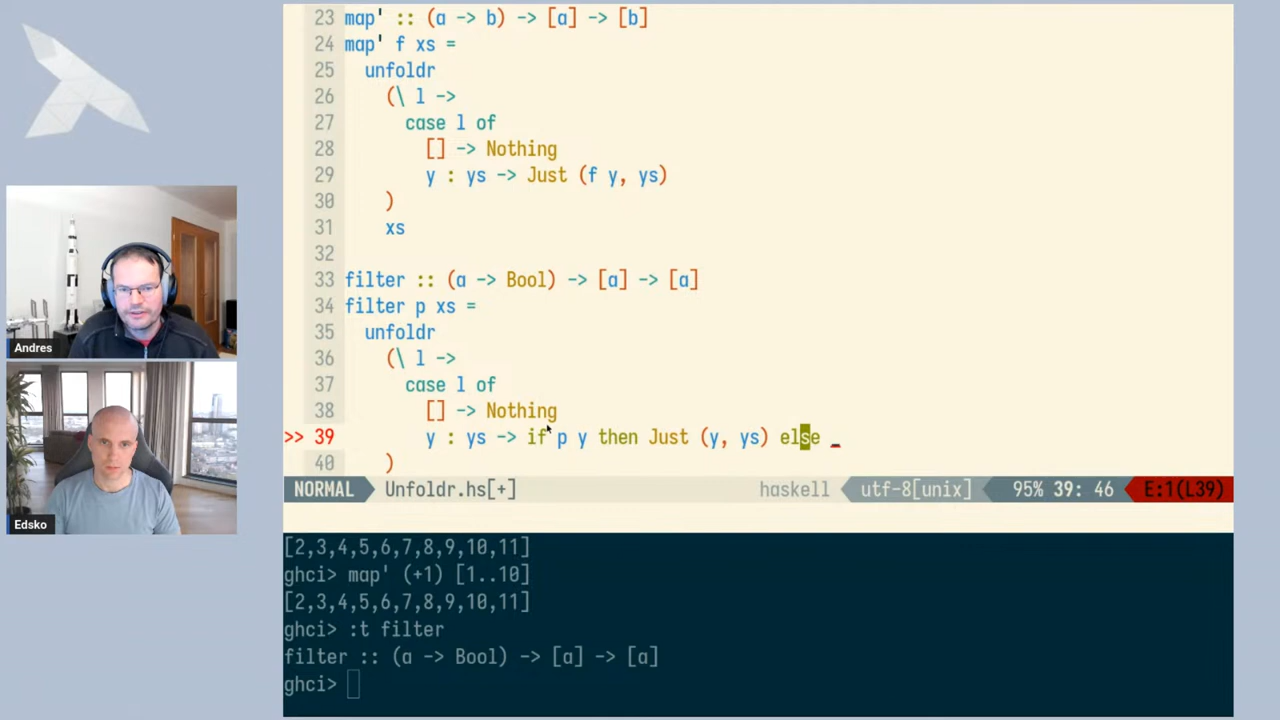 23 map' :: (a -> b) -> [a] -> [b]
24 map' f xs =
25   unfoldr
26     (\ l ->
27       case l of
28         [] -> Nothing
29         y : ys -> Just (f y, ys)
30     )
31     xs
32
33 filter :: (a -> Bool) -> [a] -> [a]
34 filter p xs =
35   unfoldr
36     (\ l ->
37       case l of
38         [] -> Nothing
>> 39         y : ys -> if p y then Just (y, ys) else _
40     )
NORMAL Unfoldr.hs[+] haskell utf-8[unix] 95% 39: 46 E:1(L39)
[2,3,4,5,6,7,8,9,10,11]
ghci> map' (+1) [1..10]
[2,3,4,5,6,7,8,9,10,11]
ghci> :t filter
filter :: (a -> Bool) -> [a] -> [a]
ghci>
Andres
Edsko